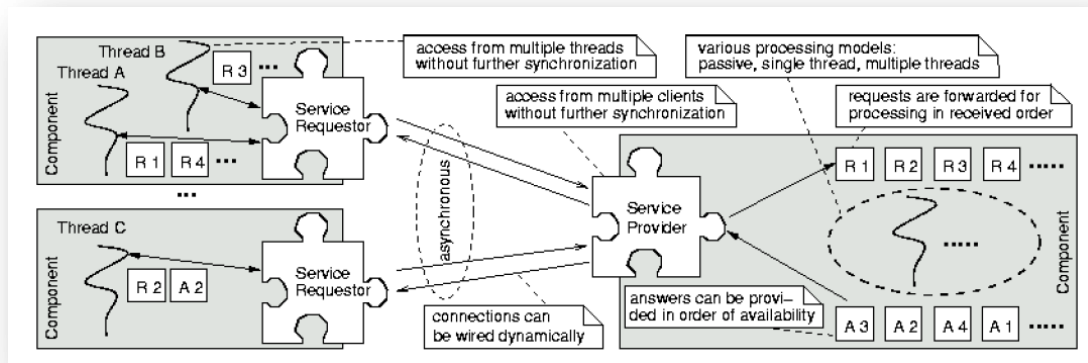 Thread B
Thread A
Component
R 3 •••
R 1 R 4 •••
Service
Requestor
access from multiple threads
without further synchronization
access from multiple clients
without further synchronization
various processing models:
passive, single thread, multiple threads
requests are forwarded for
processing in received order
•••
Thread C
Component
R 2 A 2
Service
Requestor
asynchronous
connections can
be wired dynamically
Service
Provider
R 1 R 2 R 3 R 4 •••••
•••••
Component
answers can be provi-
ded in order of availability
A 3 A 2 A 4 A 1 •••••